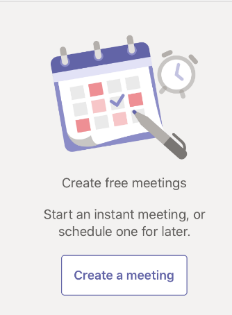 Create free meetings
Start an instant meeting, or
schedule one for later.
Create a meeting